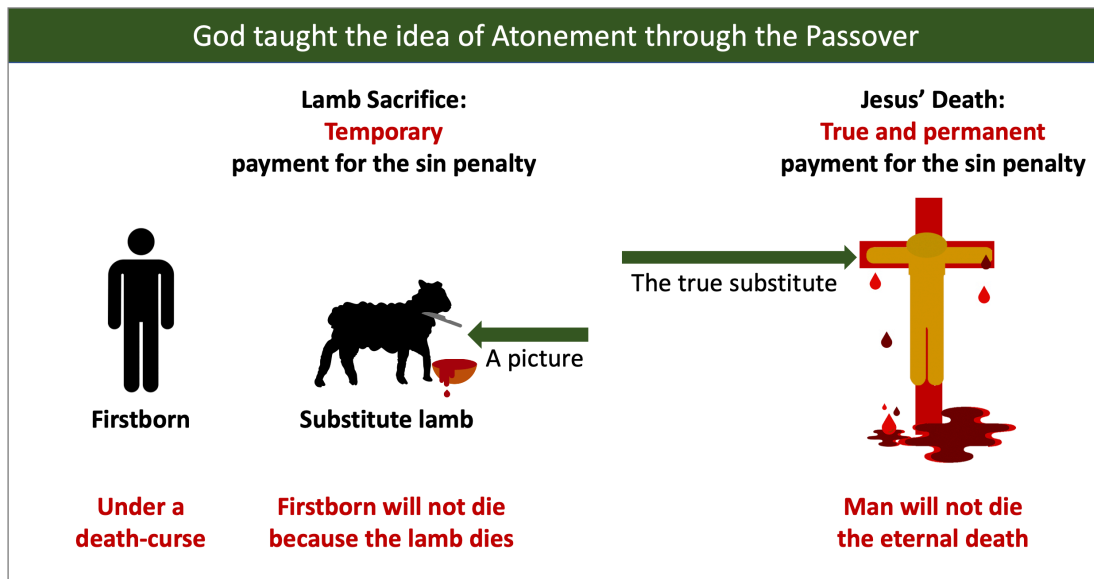 God taught the idea of Atonement through the Passover
Lamb Sacrifice:
Temporary
payment for the sin penalty
Jesus’ Death:
True and permanent
payment for the sin penalty
The true substitute
A picture
Firstborn
Substitute lamb
Under a
death-curse
Firstborn will not die
because the lamb dies
Man will not die
the eternal death